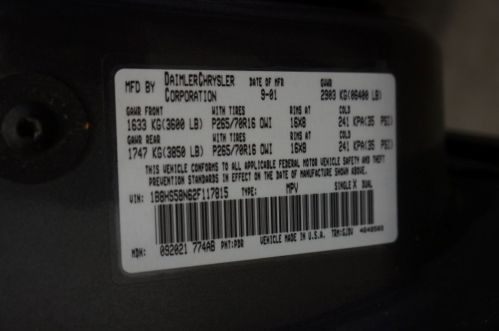 MFD BY DAIMLERCHRYSLER CORPORATION DATE OF MFR 9-01 GVWR 2903 KG(06400 LB)
GAWR FRONT WITH TIRES RIMS AT COLD
1633 KG(3600 LB) P265/70R16 OWI 16X8 241 KPA(35 PSI)
GAWR REAR WITH TIRES RIMS AT COLD
1747 KG(3850 LB) P265/70R16 OWI 16X8 241 KPA(35 PSI)
THIS VEHICLE CONFORMS TO ALL APPLICABLE FEDERAL MOTOR VEHICLE SAFETY AND THEFT
PREVENTION STANDARDS IN EFFECT ON DATE OF MANUFACTURE SHOWN ABOVE.
VIN: 1B8HS58N62F117815 TYPE: MPV SINGLE X DUAL
MDH: 092021 774AB PNT:PDR VEHICLE MADE IN U.S.A.